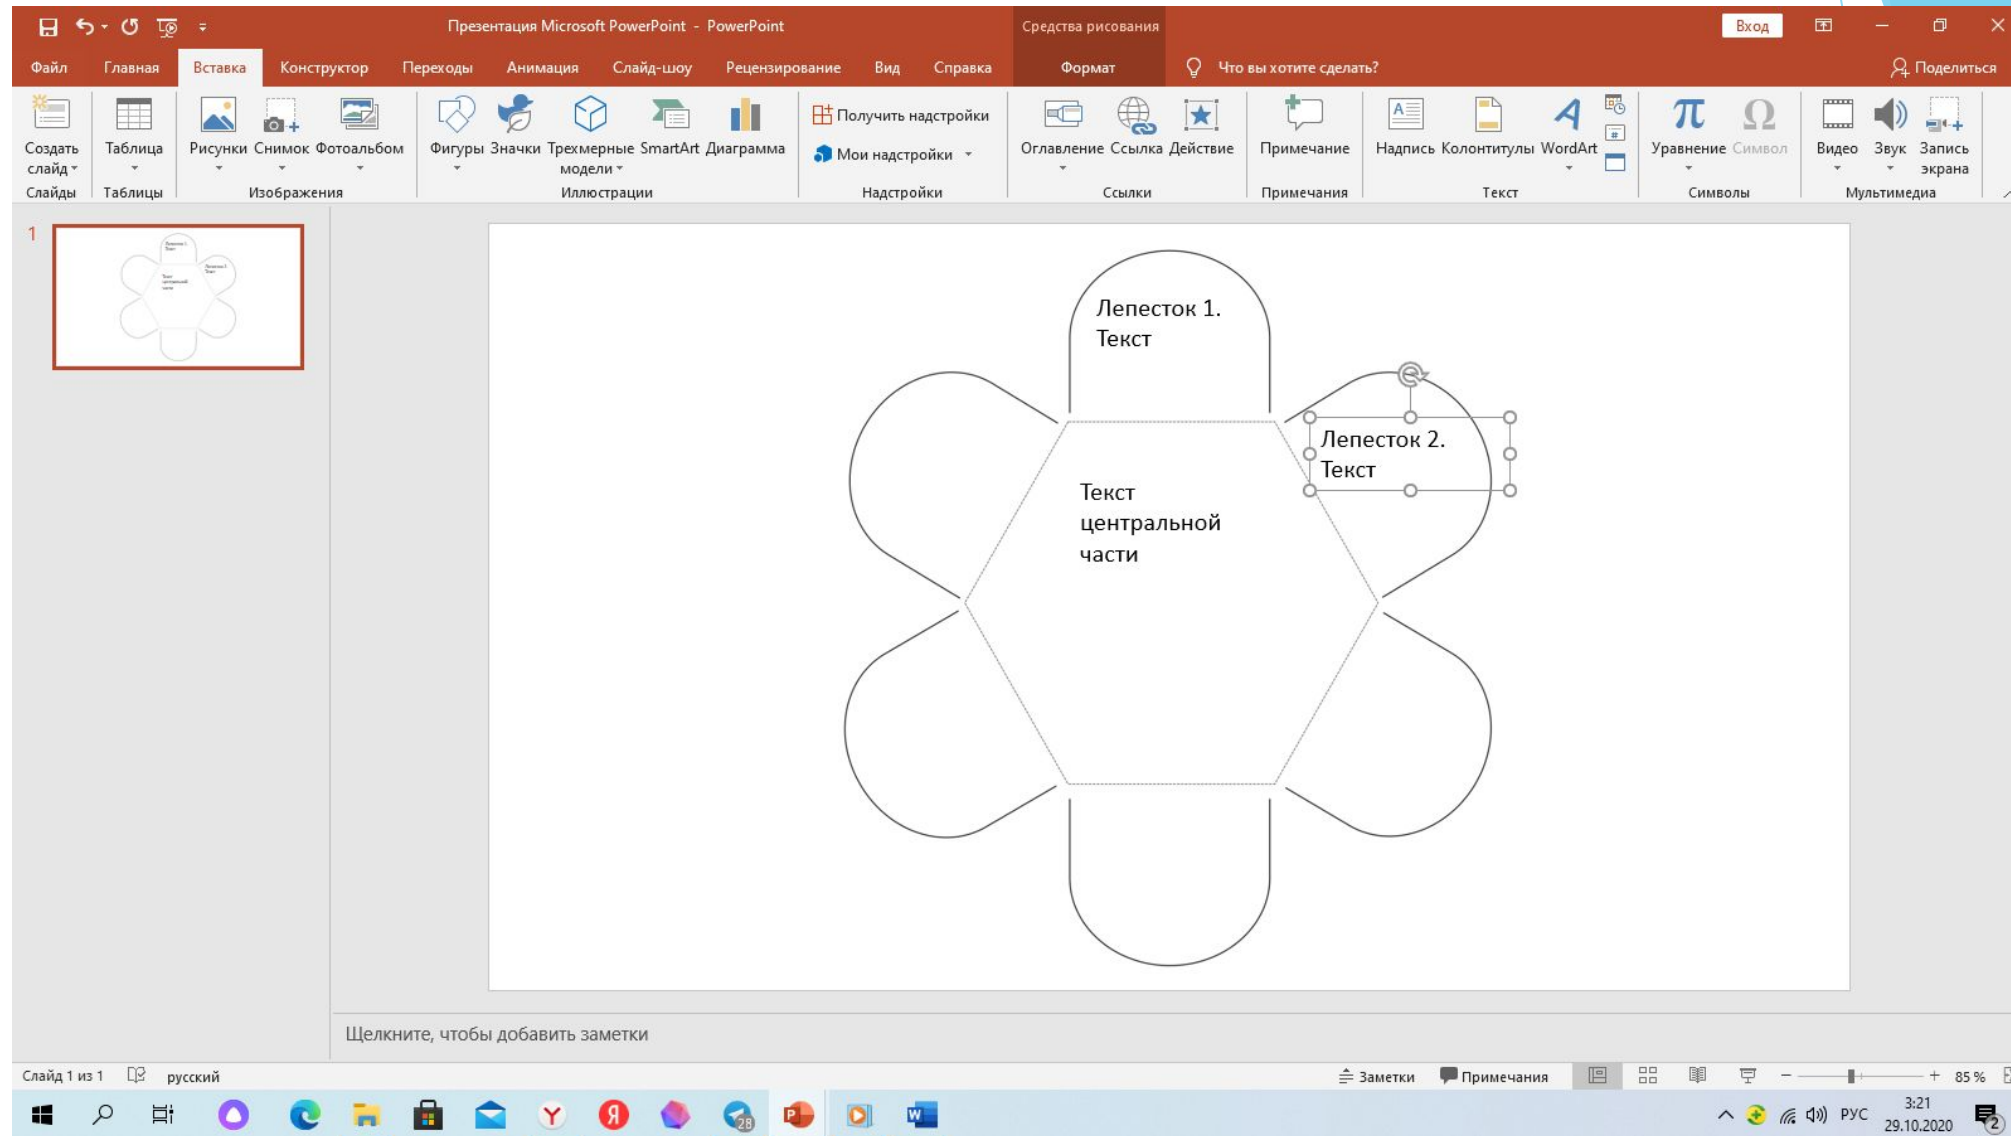 Презентация Microsoft PowerPoint - PowerPoint
Средства рисования
Вход
Файл Главная Вставка Конструктор Переходы Анимация Слайд-шоу Рецензирование Вид Справка Формат Что вы хотите сделать? Поделиться
Создать слайд
Таблица
Рисунки
Снимок
Фотоальбом
Фигуры
Значки
Трехмерные модели
SmartArt
Диаграмма
Получить надстройки
Мои надстройки
Оглавление
Ссылка
Действие
Примечание
Надпись
Колонтитулы
WordArt
Уравнение
Символ
Видео
Звук
Запись экрана
Слайды Таблицы Изображения Иллюстрации Надстройки Ссылки Примечания Текст Символы Мультимедиа
1
Лепесток 1.
Текст
Лепесток 2.
Текст
Текст
центральной
части
Щелкните, чтобы добавить заметки
Слайд 1 из 1 русский Заметки Примечания 85 %
28
РУС
3:21
29.10.2020
2